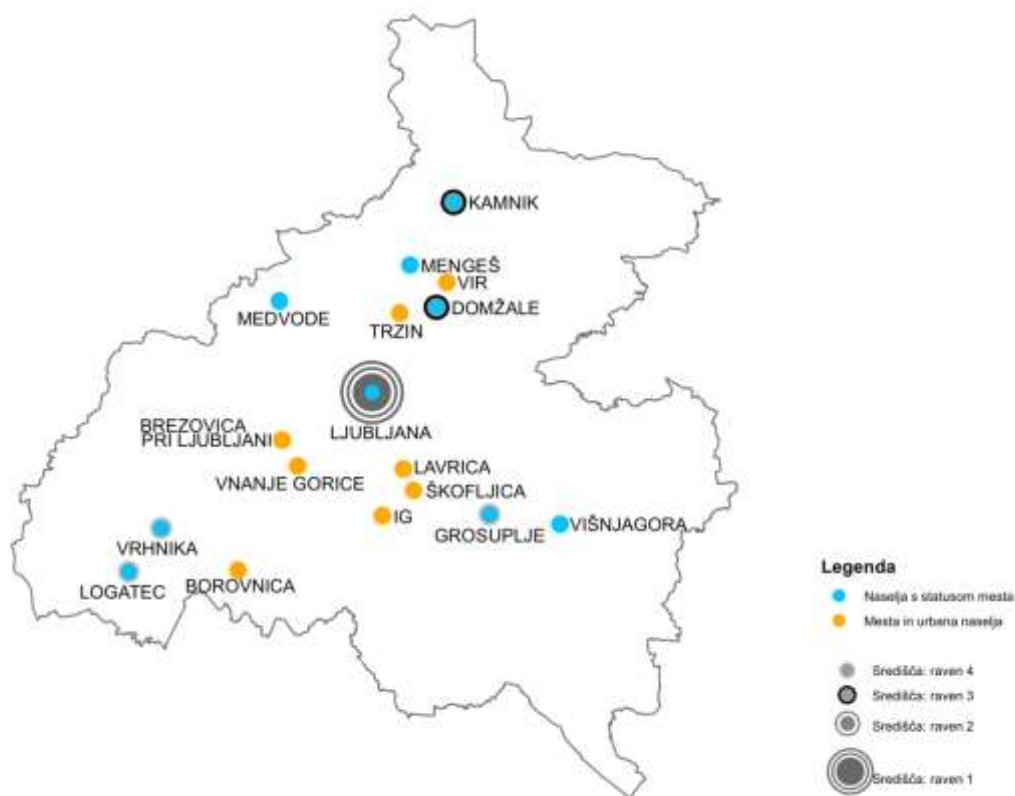 KAMNIK
MENGEŠ
VIR
MEDVODE
DOMŽALE
TRZIN
LJUBLJANA
BREZOVICA
PRI LJUBLJANI
VNANJE GORICE
LAVRICA
ŠKOFLJICA
IG
GROSUPLJE
VIŠNJAGORA
VRHNIKA
LOGATEC
BOROVNICA
Legenda
Naselja s statusom mesta
Mesta in urbana naselja
Središča: raven 4
Središča: raven 3
Središča: raven 2
Središča: raven 1